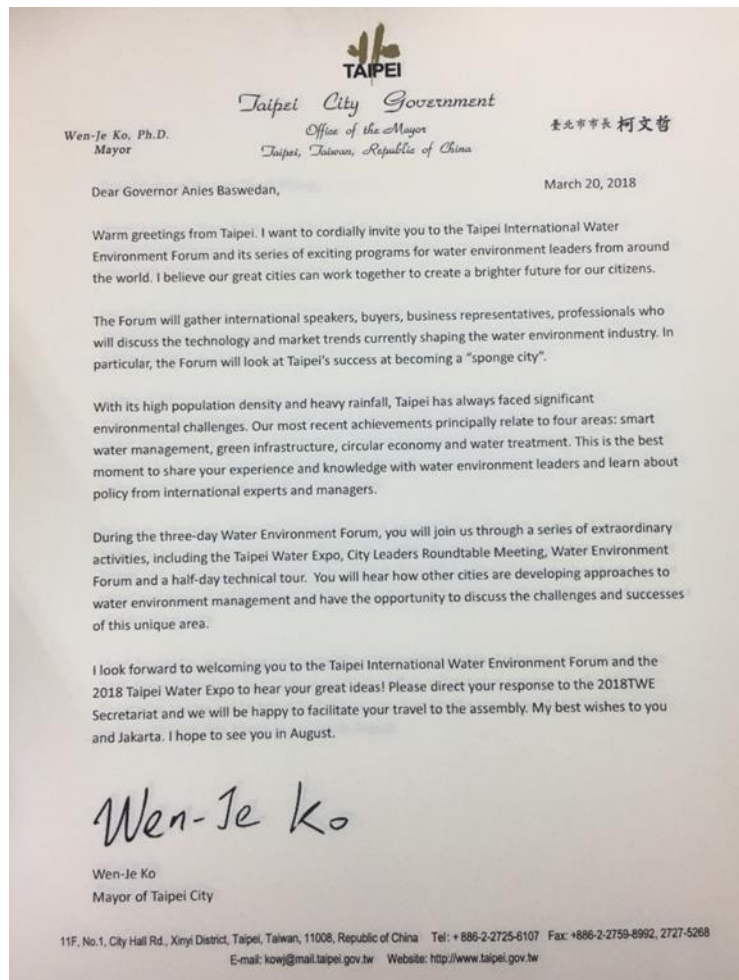 TAIPEI
Taipei City Government
Wen-Je Ko, Ph.D.
Mayor
Office of the Mayor
Taipei, Taiwan, Republic of China
臺北市市長 柯文哲
Dear Governor Anies Baswedan,
March 20, 2018
Warm greetings from Taipei. I want to cordially invite you to the Taipei International Water
Environment Forum and its series of exciting programs for water environment leaders from around
the world. I believe our great cities can work together to create a brighter future for our citizens.
The Forum will gather international speakers, buyers, business representatives, professionals who
will discuss the technology and market trends currently shaping the water environment industry. In
particular, the Forum will look at Taipei's success at becoming a "sponge city".
With its high population density and heavy rainfall, Taipei has always faced significant
environmental challenges. Our most recent achievements principally relate to four areas: smart
water management, green infrastructure, circular economy and water treatment. This is the best
moment to share your experience and knowledge with water environment leaders and learn about
policy from international experts and managers.
During the three-day Water Environment Forum, you will join us through a series of extraordinary
activities, including the Taipei Water Expo, City Leaders Roundtable Meeting, Water Environment
Forum and a half-day technical tour. You will hear how other cities are developing approaches to
water environment management and have the opportunity to discuss the challenges and successes
of this unique area.
I look forward to welcoming you to the Taipei International Water Environment Forum and the
2018 Taipei Water Expo to hear your great ideas! Please direct your response to the 2018TWE
Secretariat and we will be happy to facilitate your travel to the assembly. My best wishes to you
and Jakarta. I hope to see you in August.
Wen-Je Ko
Wen-Je Ko
Mayor of Taipei City
11F, No.1, City Hall Rd., Xinyi District, Taipei, Taiwan, 11008, Republic of China Tel: +886-2-2725-6107 Fax: +886-2-2759-8992, 2727-5268
E-mail: kowj@mail.taipei.gov.tw Website: http://www.taipei.gov.tw